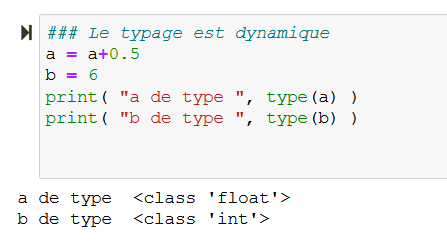 ### Le typage est dynamique
a = a+0.5
b = 6
print( "a de type ", type(a) )
print( "b de type ", type(b) )
a de type  <class 'float'>
b de type  <class 'int'>